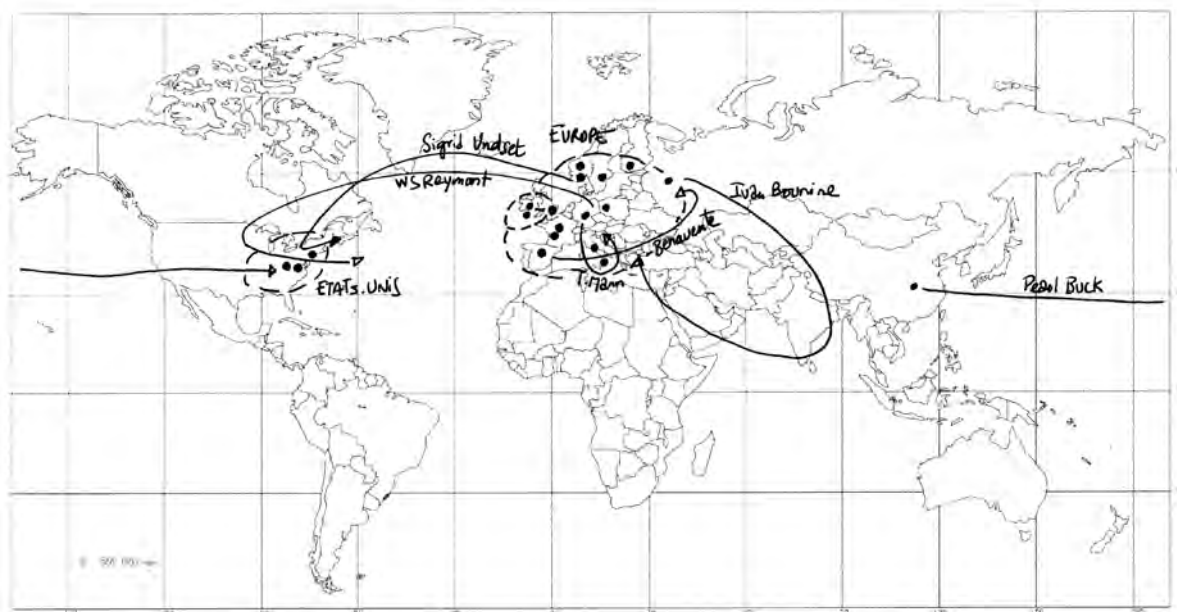 Sigrid Undset
EUROPE
WS Reymont
Ivan Bounine
Benavente
T. Mann
ETATS-UNIS
Pearl Buck